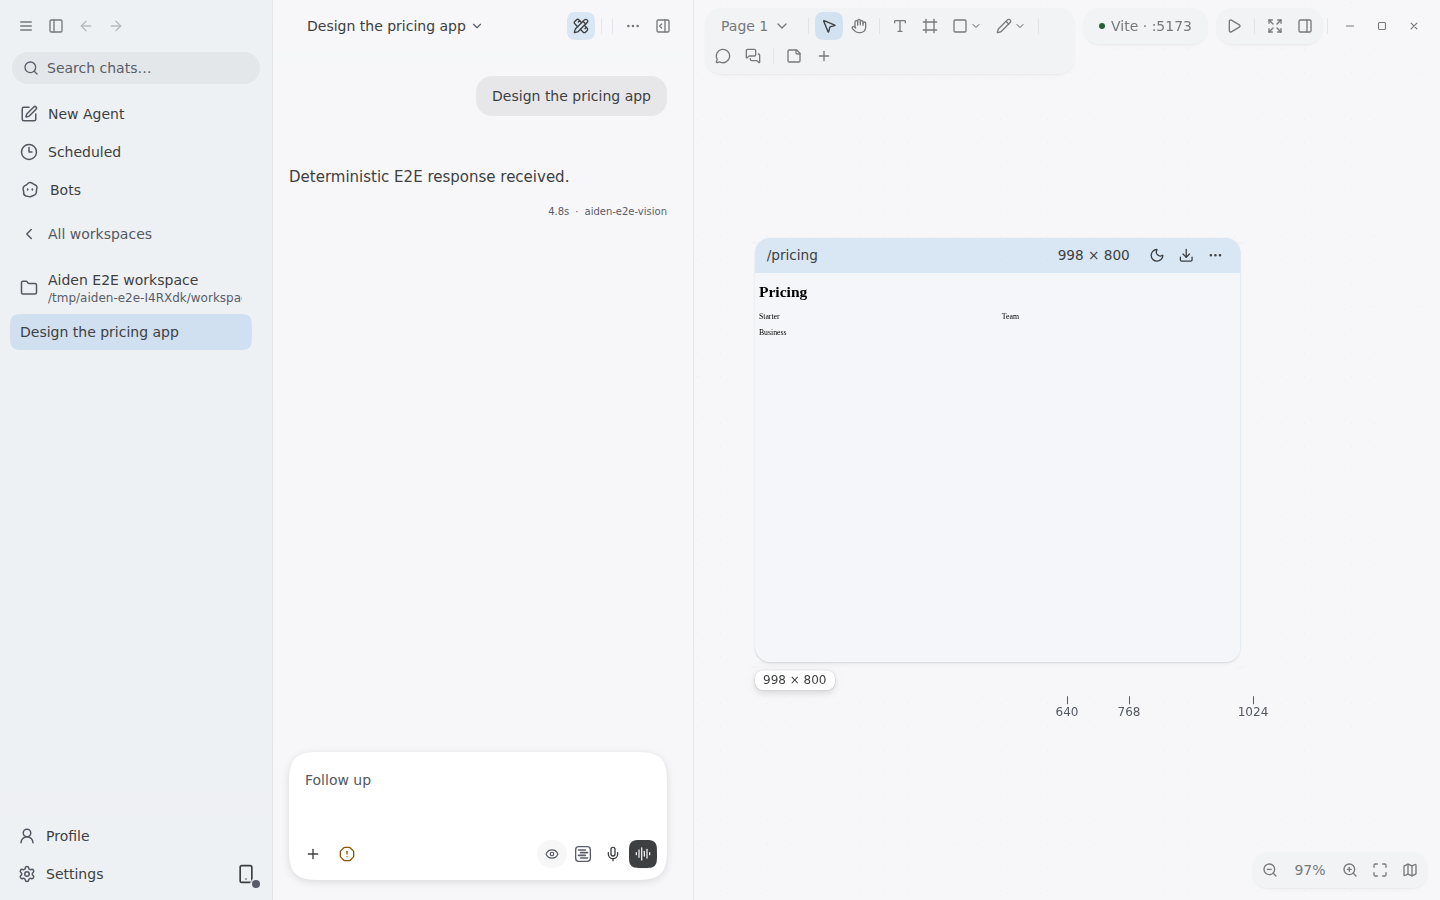 Search chats...
New Agent
Scheduled
Bots
All workspaces
Aiden E2E workspace
/tmp/aiden-e2e-I4RXdk/workspa
Design the pricing app
Profile
Settings
Design the pricing app
Design the pricing app
Deterministic E2E response received.
4.8s · aiden-e2e-vision
Follow up
Page 1
Vite · :5173
/pricing
998 × 800
Pricing
Starter
Team
Business
998 × 800
640
768
1024
97%